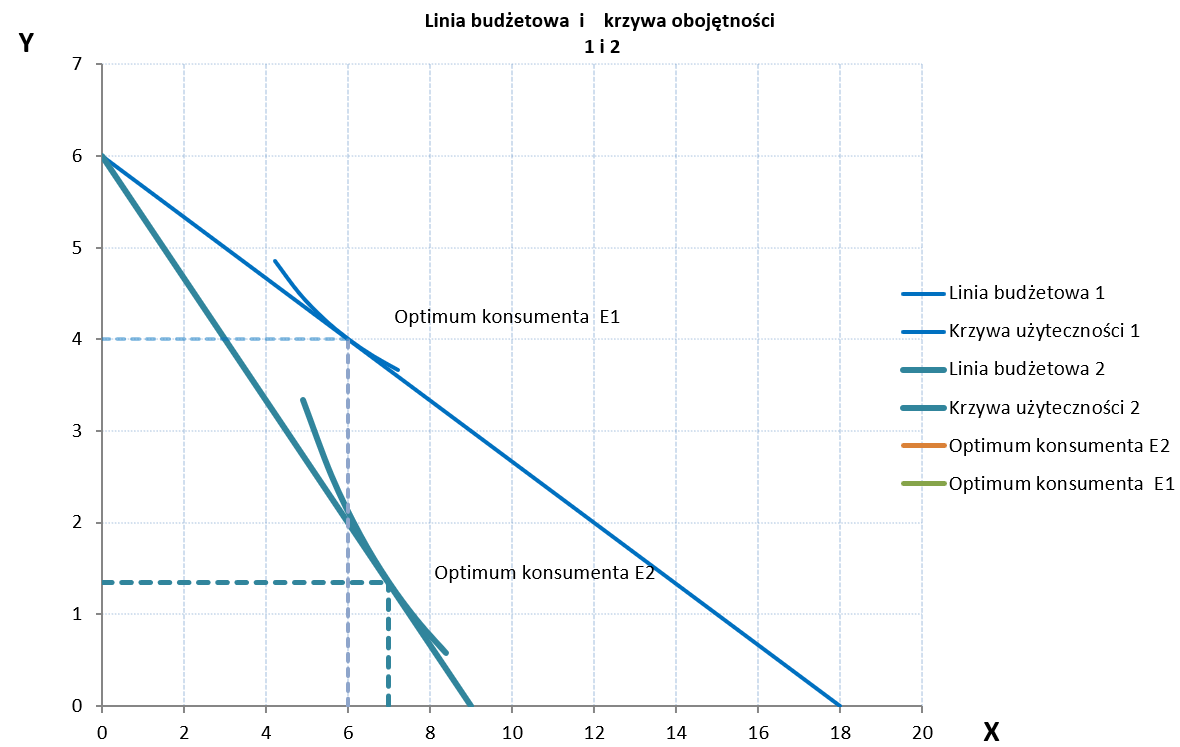 Linia budżetowa i krzywa obojętności
1 i 2
Y
7
6
5
4
3
2
1
0
Optimum konsumenta E1
Optimum konsumenta E2
0 2 4 6 8 10 12 14 16 18 20
X
Linia budżetowa 1
Krzywa użyteczności 1
Linia budżetowa 2
Krzywa użyteczności 2
Optimum konsumenta E2
Optimum konsumenta E1